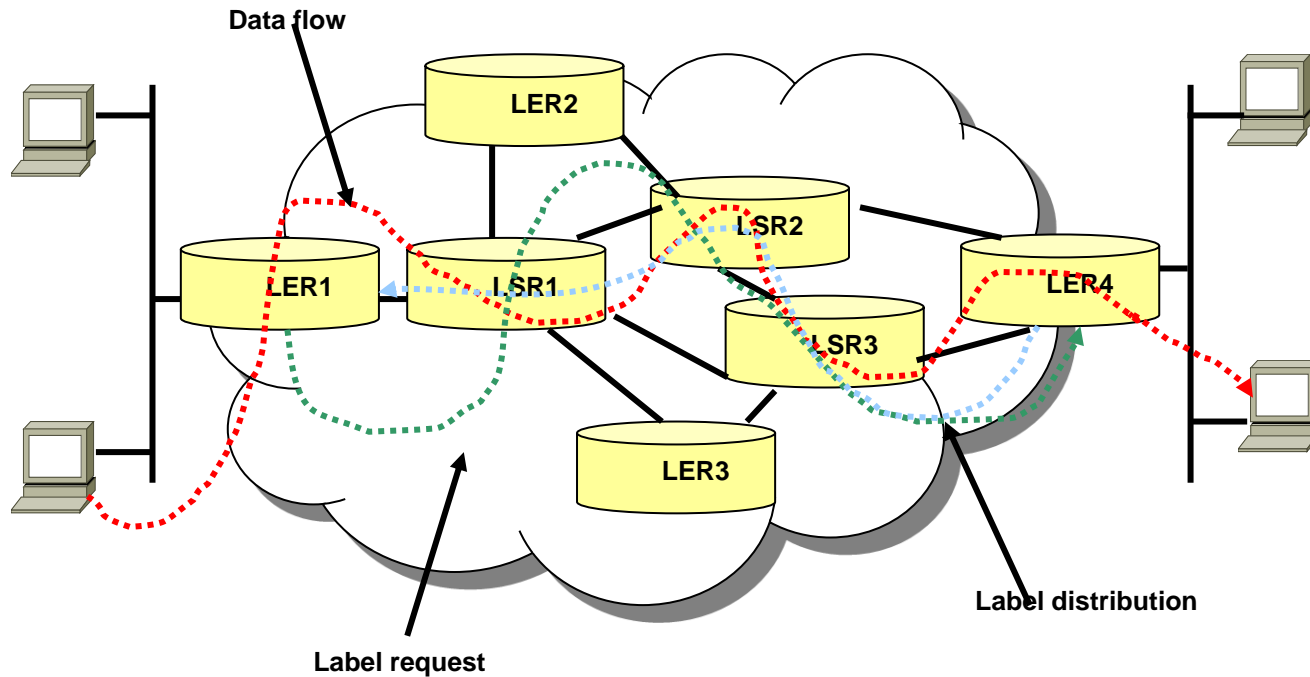 Data flow
LER2
LSR2
LER1
LSR1
LER4
LSR3
LER3
Label distribution
Label request